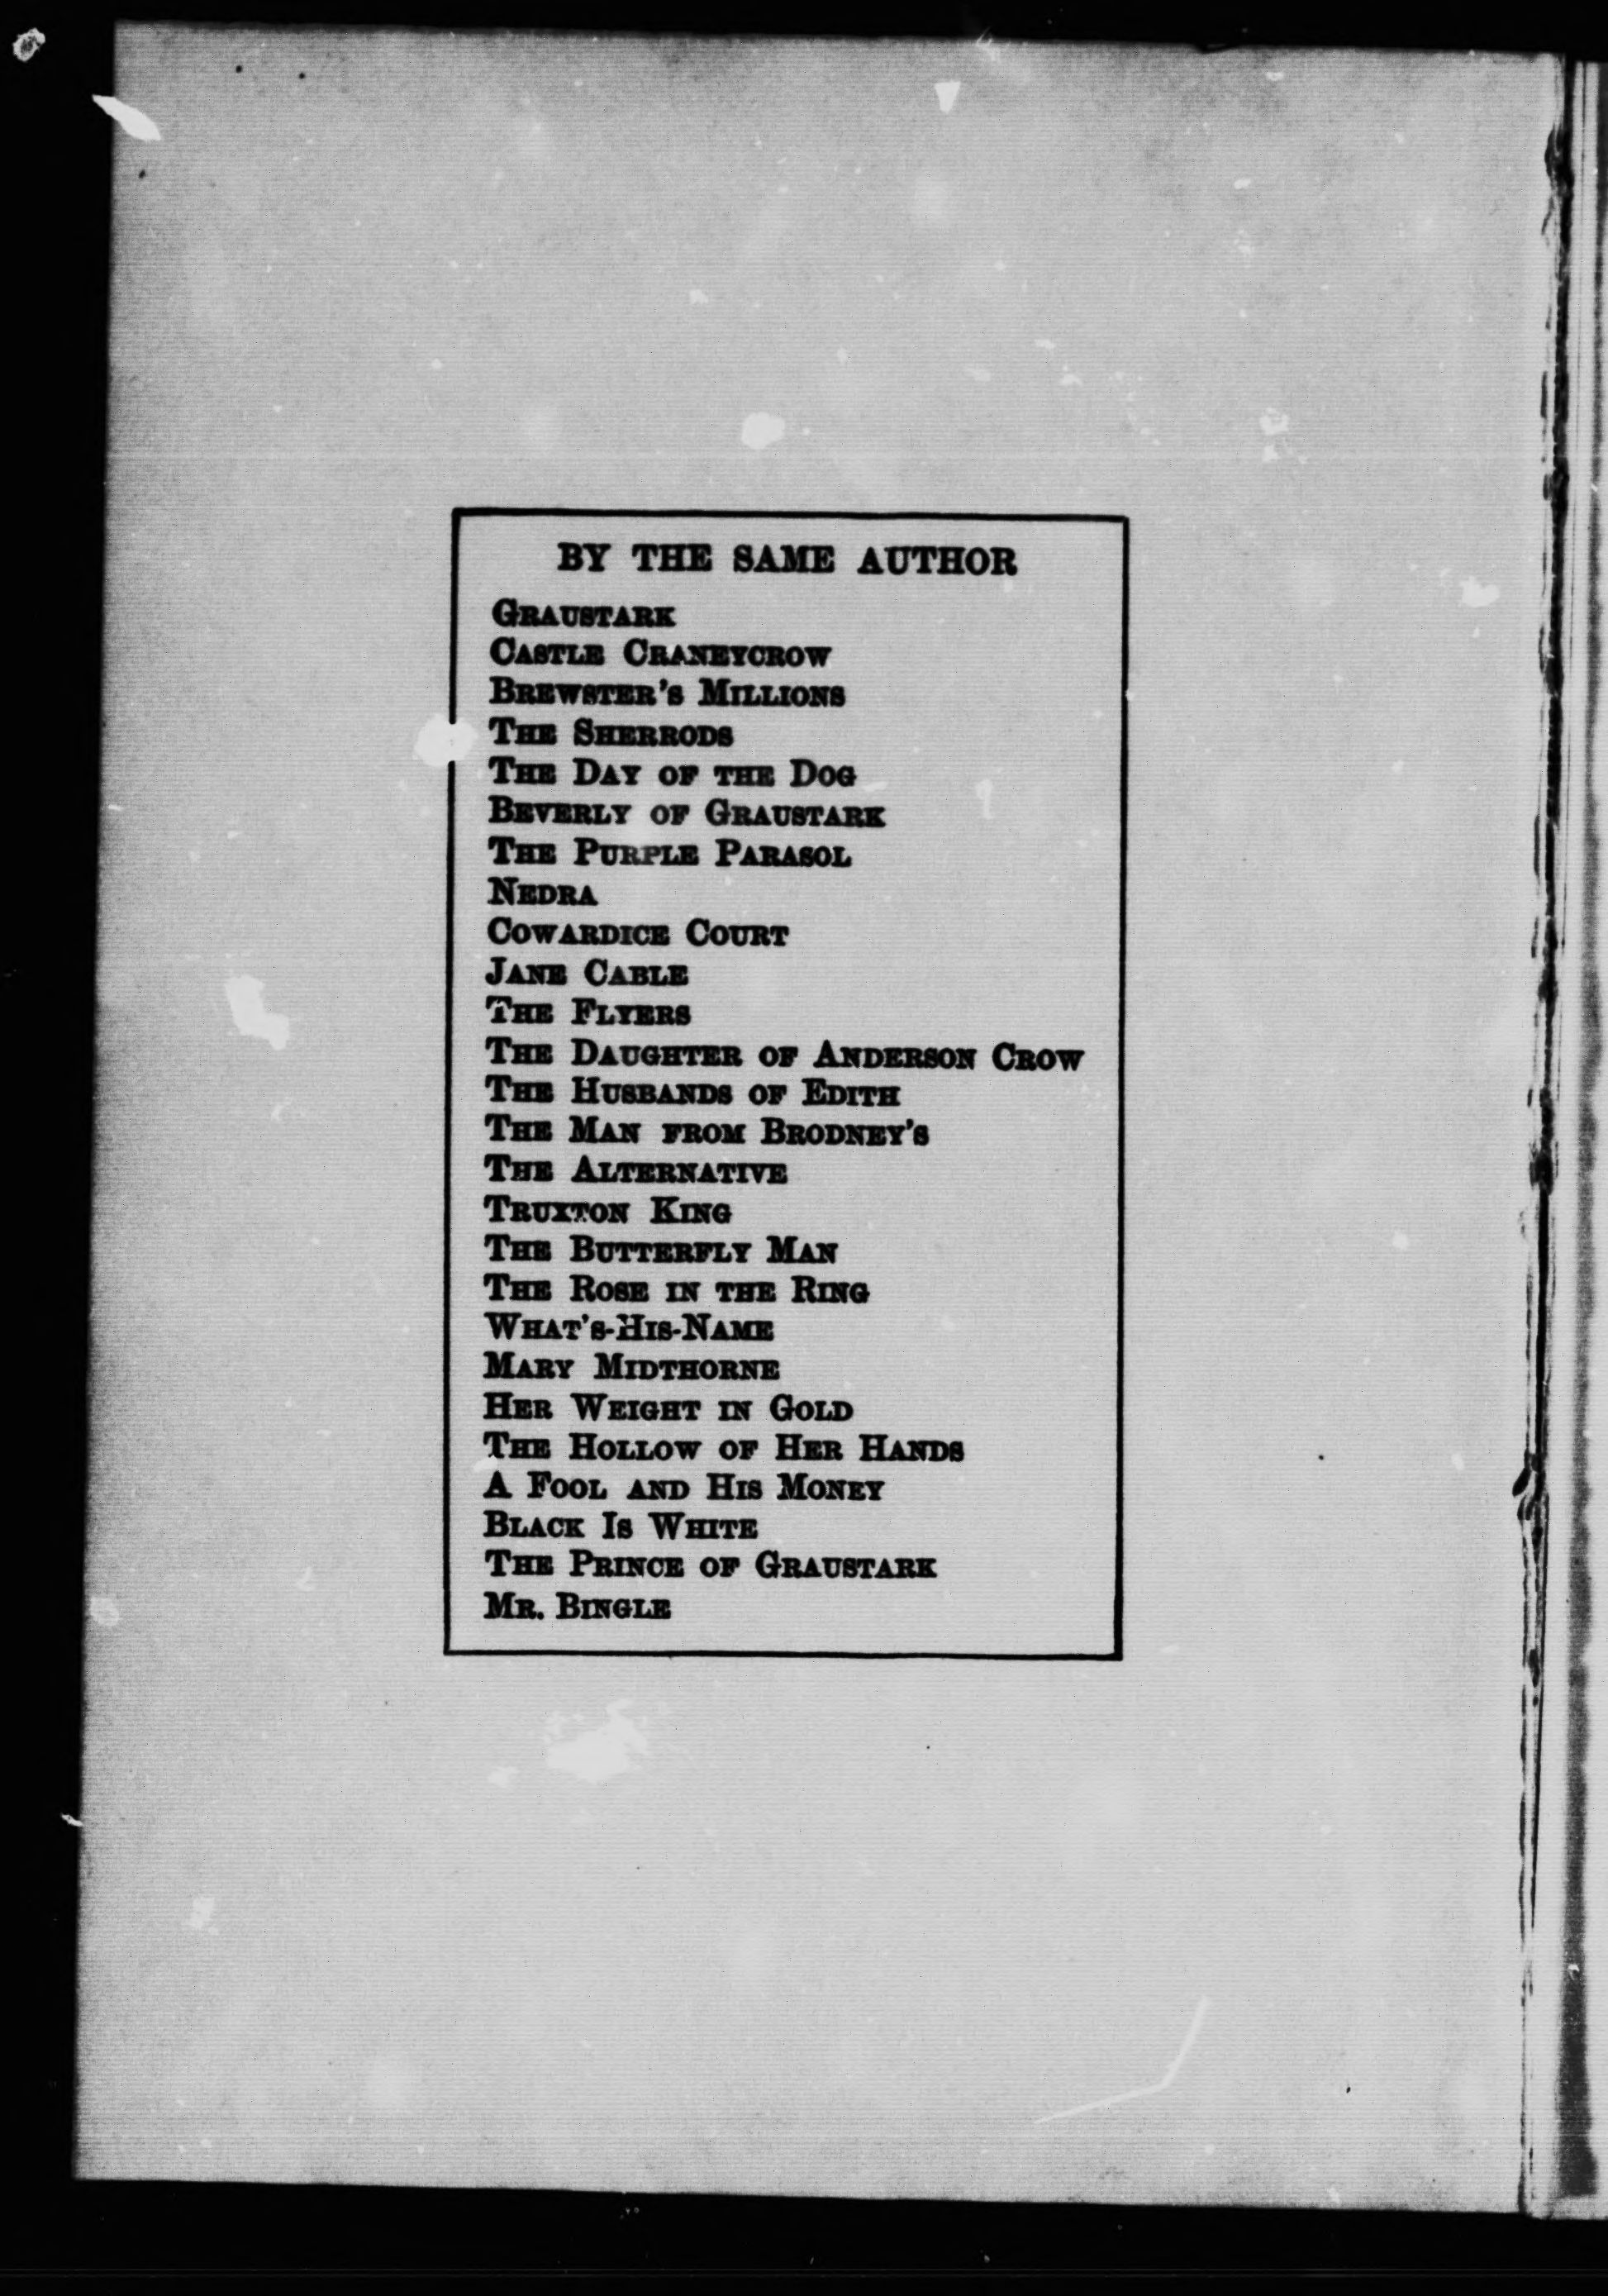 BY THE SAME AUTHOR
Graustark
Castle Craneycrow
Brewster's Millions
The Sherrods
The Day of the Dog
Beverly of Graustark
The Purple Parasol
Nedra
Cowardice Court
Jane Cable
The Flyers
The Daughter of Anderson Crow
The Husbands of Edith
The Man from Brodney's
The Alternative
Truxton King
The Butterfly Man
The Rose in the Ring
What's-His-Name
Mary Midthorne
Her Weight in Gold
The Hollow of Her Hands
A Fool and His Money
Black Is White
The Prince of Graustark
Mr. Bingle